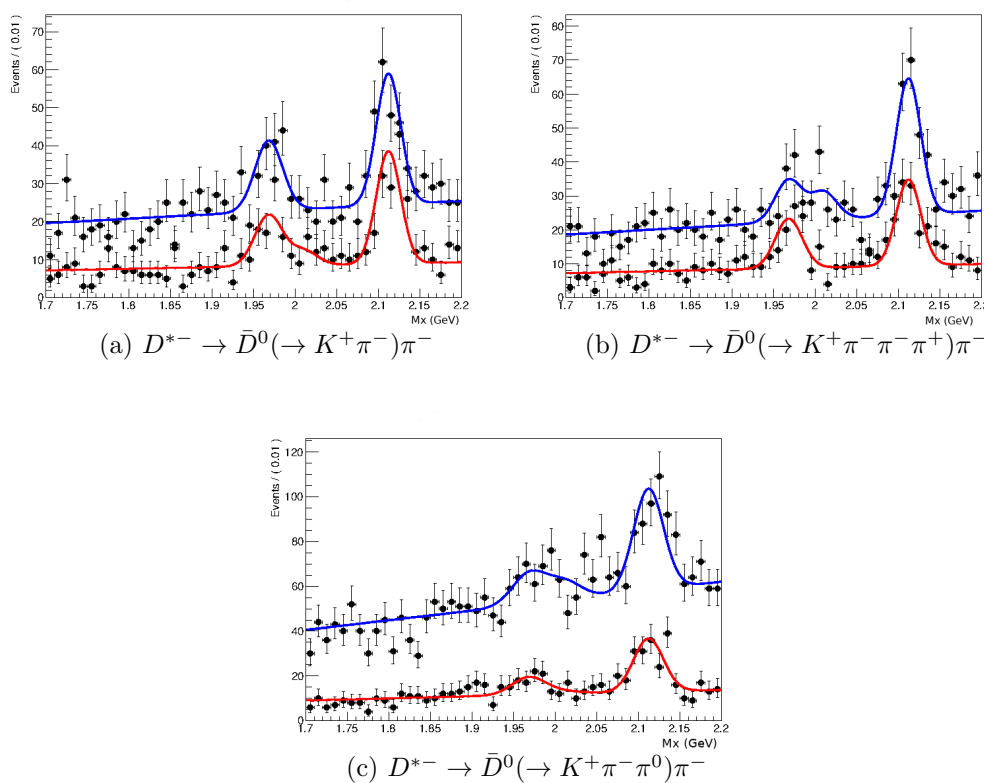 Events / ( 0.01 )
70
60
50
40
30
20
10
0
1.7 1.75 1.8 1.85 1.9 1.95 2 2.05 2.1 2.15 2.2
Mx (GeV)
(a) D*− → D̄0(→ K+π−)π−
Events / ( 0.01 )
80
70
60
50
40
30
20
10
0
1.7 1.75 1.8 1.85 1.9 1.95 2 2.05 2.1 2.15 2.2
Mx (GeV)
(b) D*− → D̄0(→ K+π−π−π+)π−
Events / ( 0.01 )
120
100
80
60
40
20
0
1.7 1.75 1.8 1.85 1.9 1.95 2 2.05 2.1 2.15 2.2
Mx (GeV)
(c) D*− → D̄0(→ K+π−π0)π−